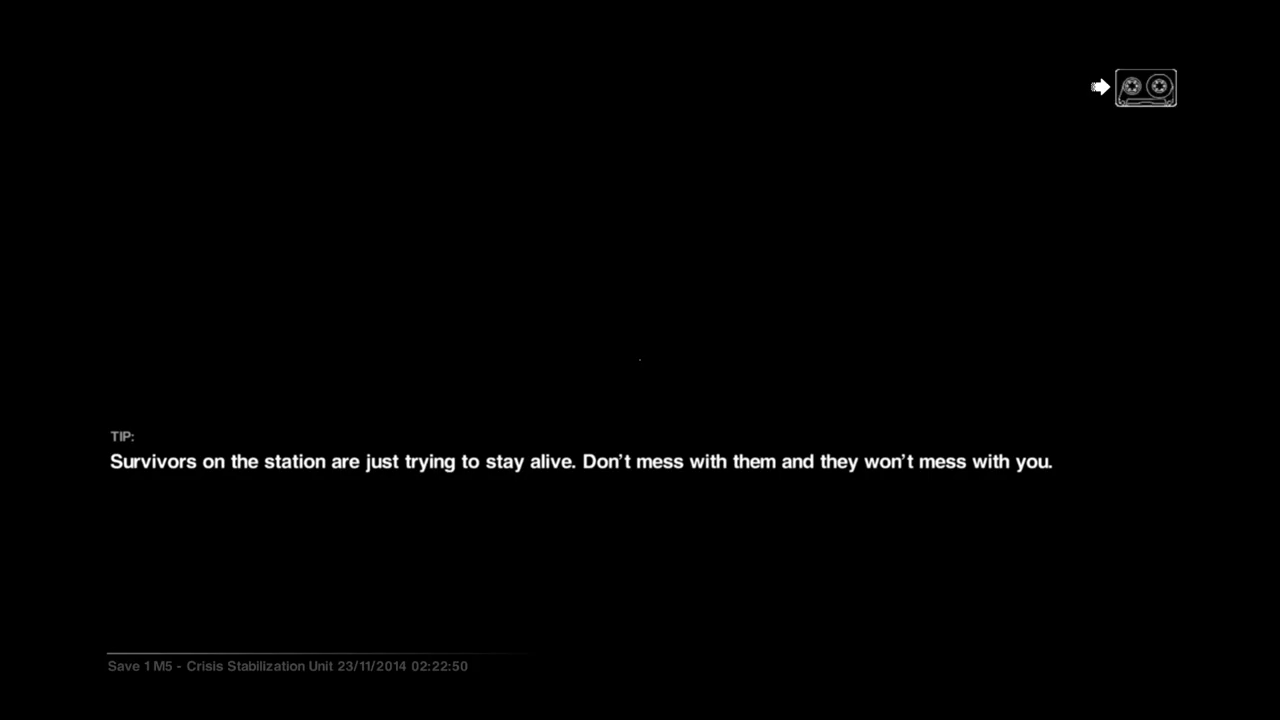 TIP:
Survivors on the station are just trying to stay alive. Don’t mess with them and they won’t mess with you.
Save 1 M5 - Crisis Stabilization Unit 23/11/2014 02:22:50